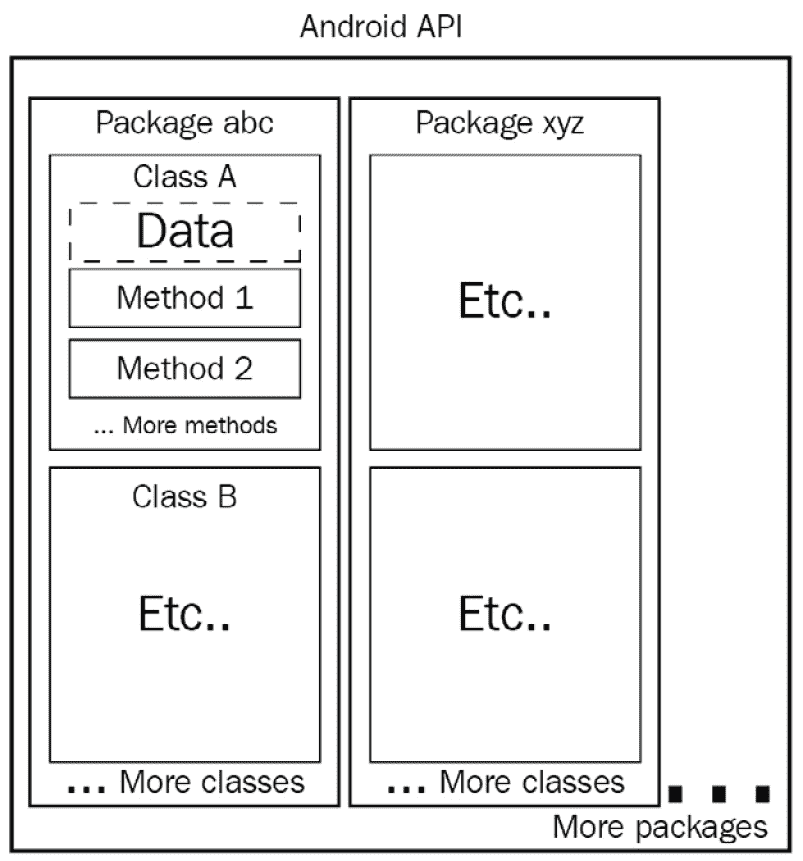 Android API
Package abc
Class A
Data
Method 1
Method 2
... More methods
Class B
Etc..
... More classes
Package xyz
Etc..
Etc..
... More classes
...
More packages